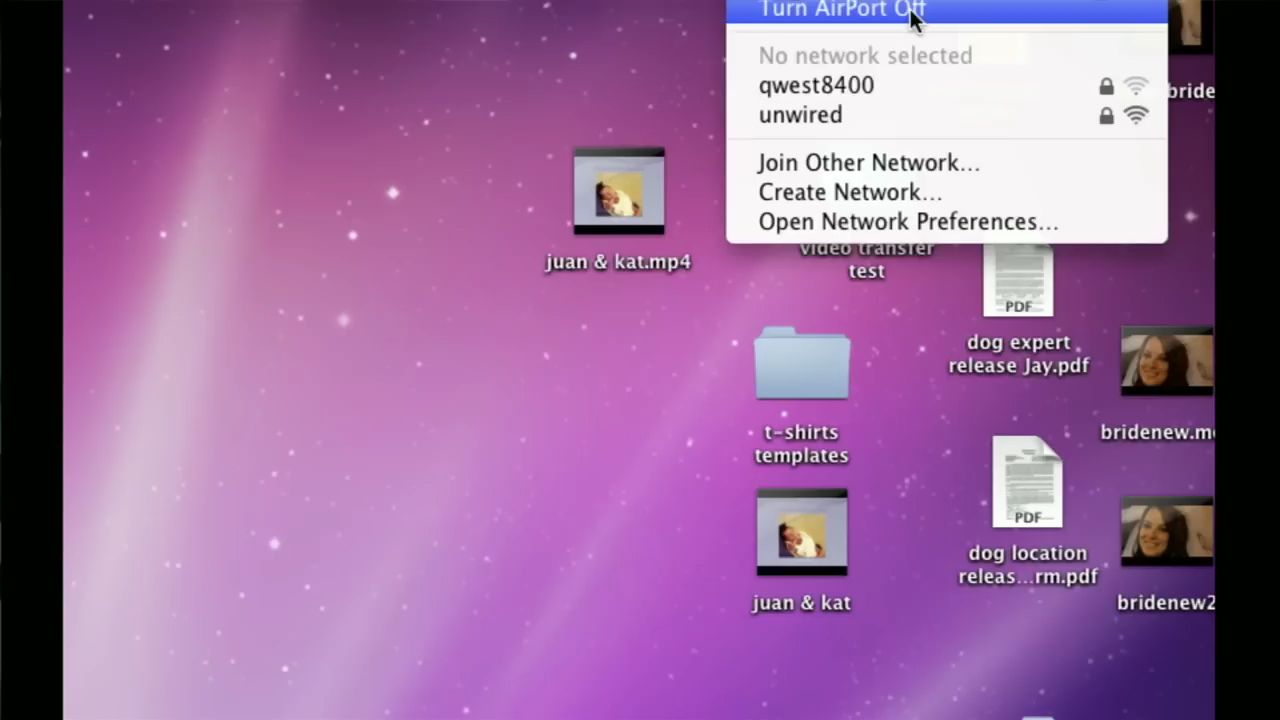 Turn AirPort Off
No network selected
qwest8400
unwired
Join Other Network...
Create Network...
Open Network Preferences...
bride
juan & kat.mp4
video transfer
test
PDF
dog expert
release Jay.pdf
t-shirts
templates
bridenew.m
PDF
dog location
releas...rm.pdf
juan & kat
bridenew2